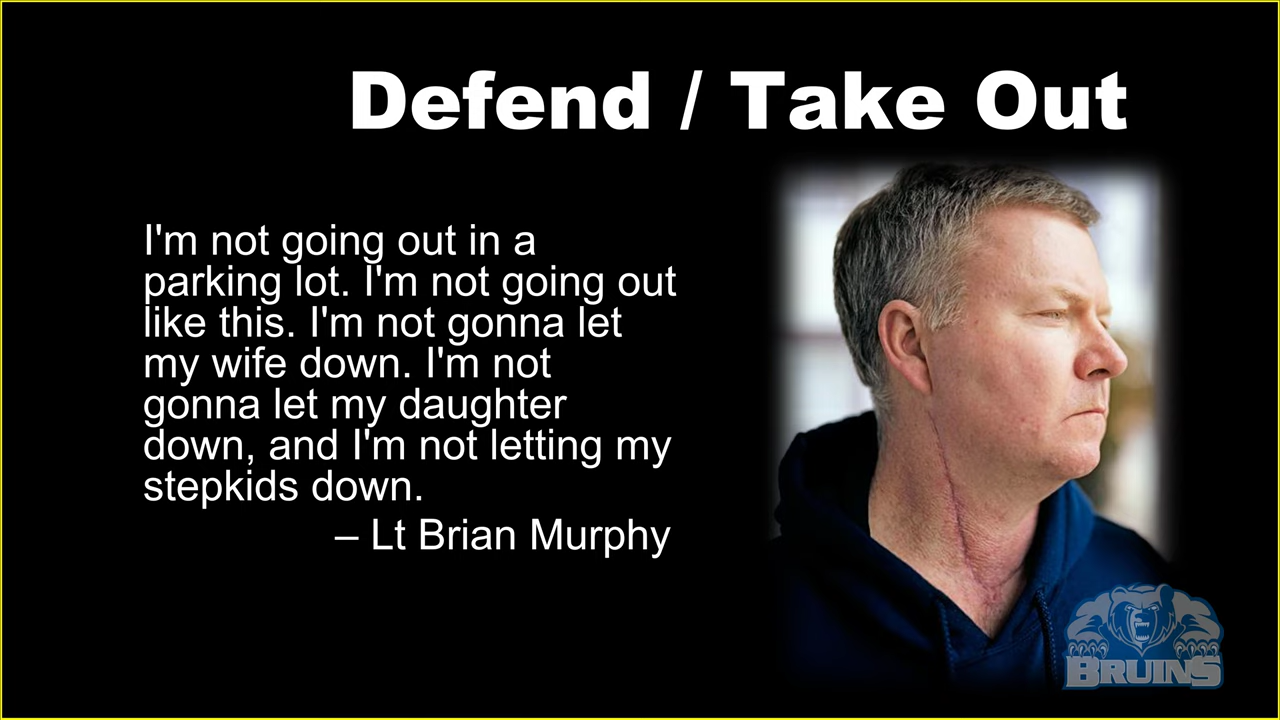 Defend / Take Out
I'm not going out in a
parking lot. I'm not going out
like this. I'm not gonna let
my wife down. I'm not
gonna let my daughter
down, and I'm not letting my
stepkids down.
– Lt Brian Murphy
BRUINS